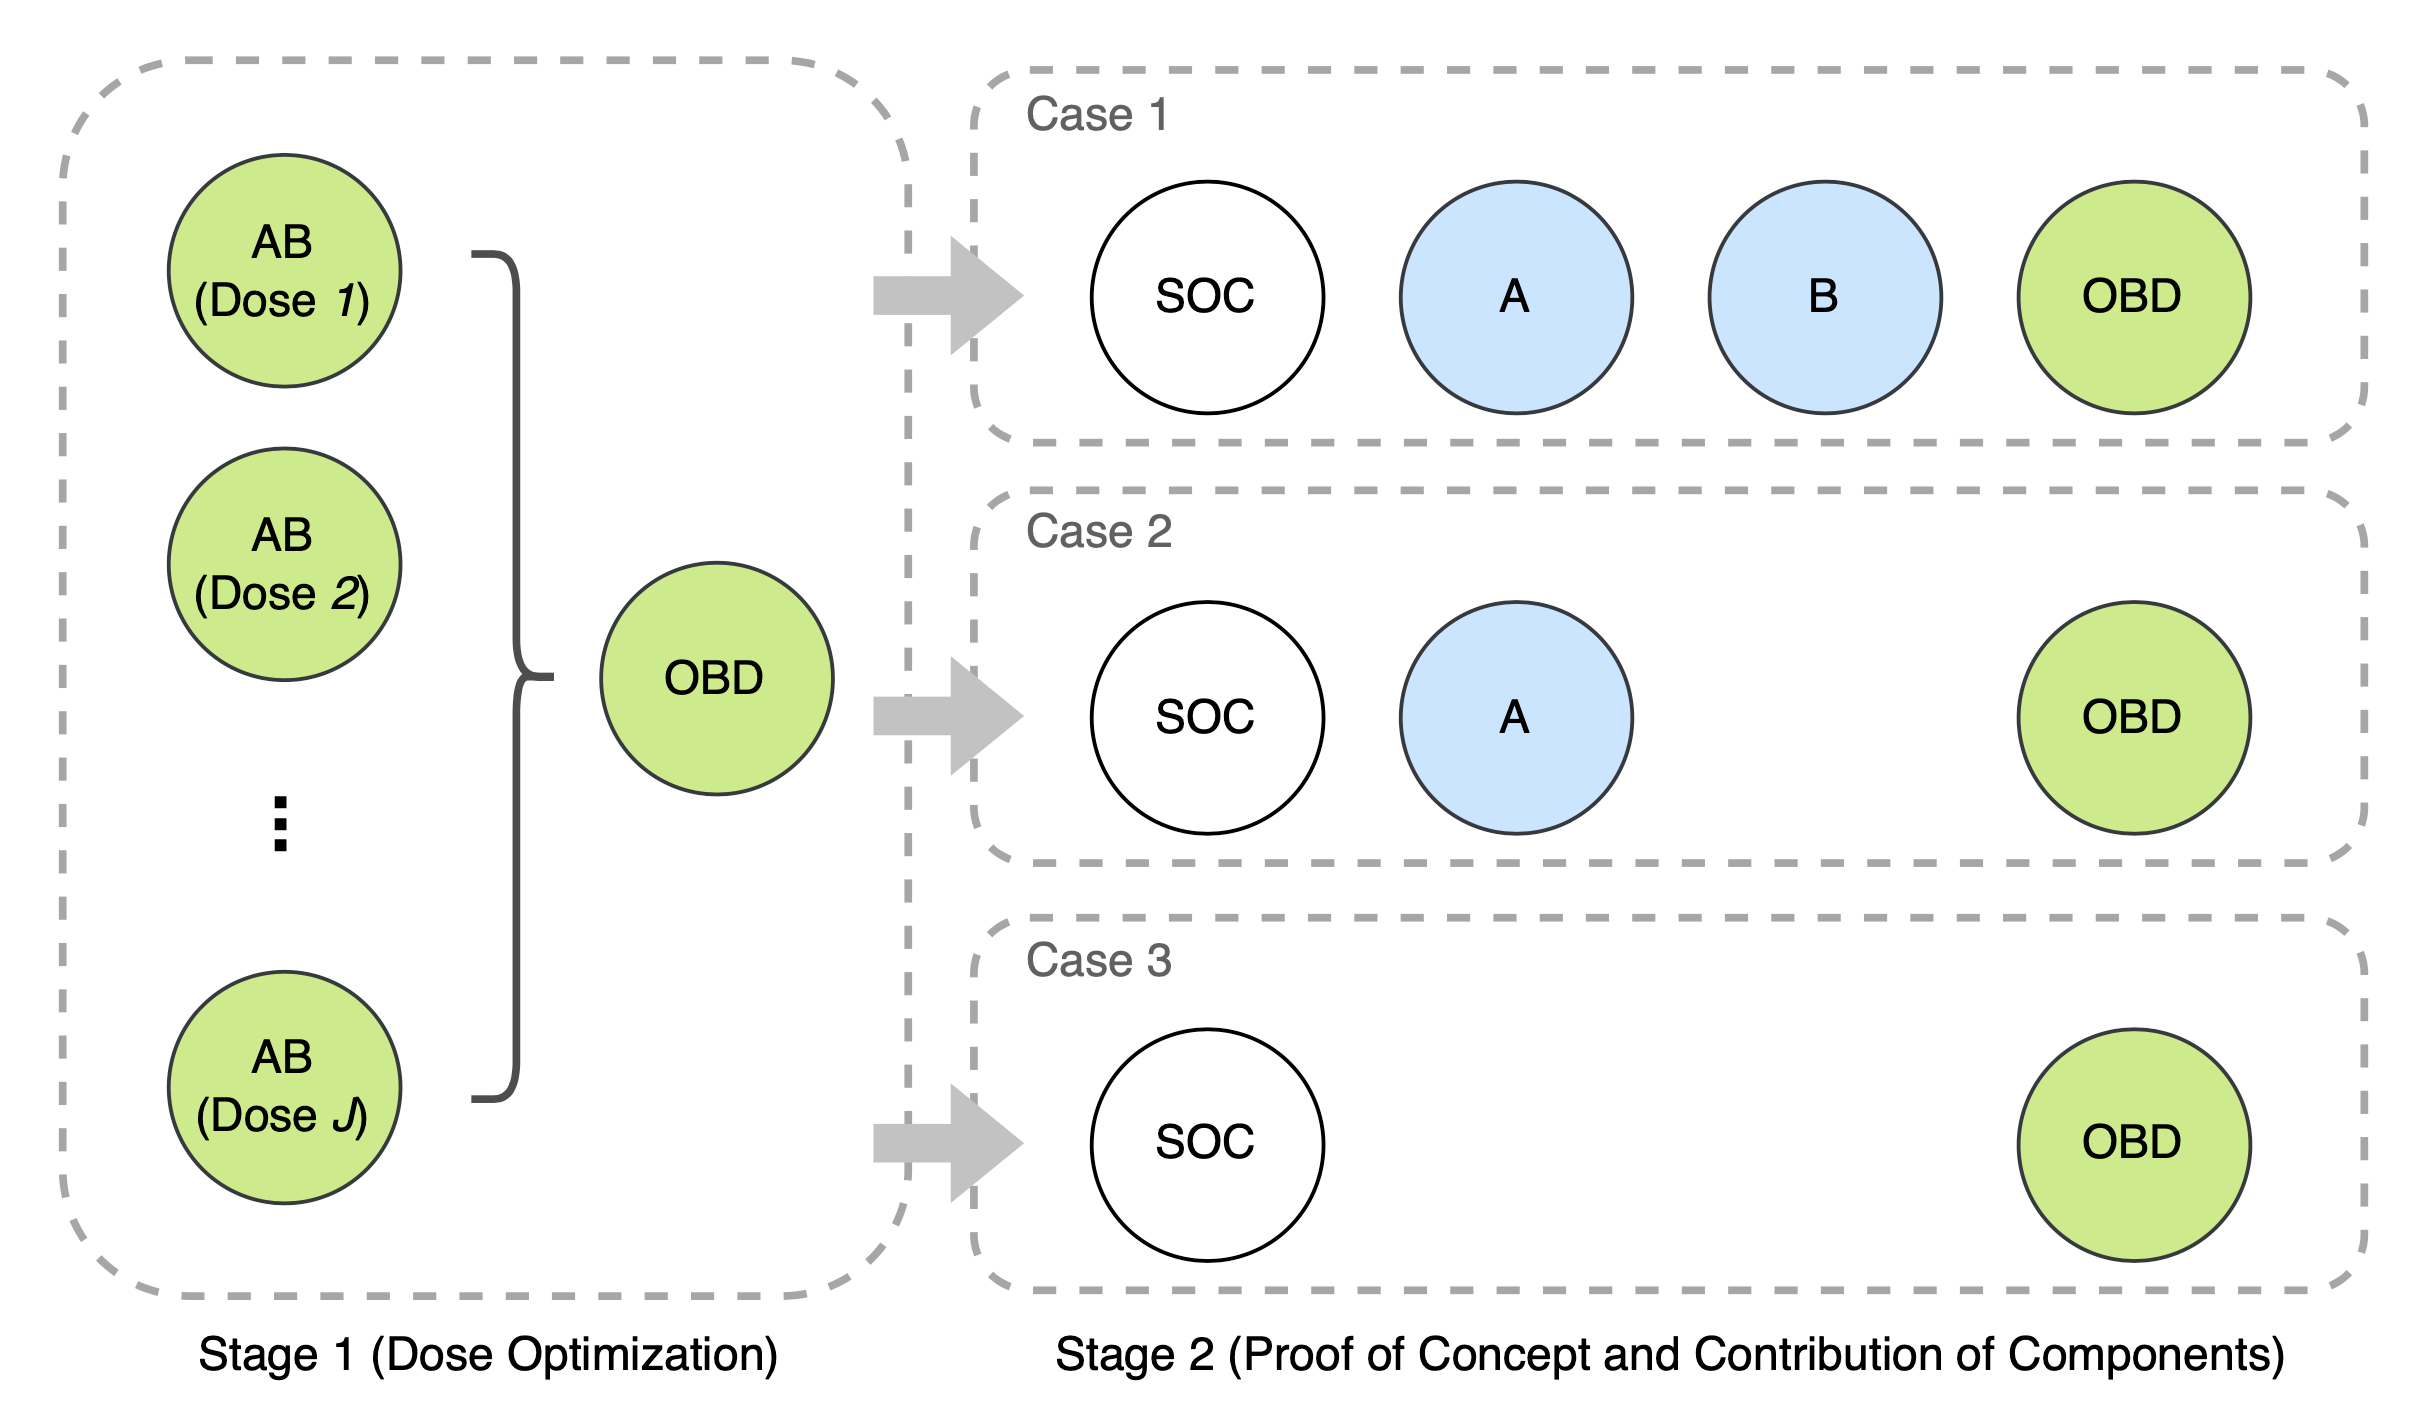 AB
(Dose 1)
AB
(Dose 2)
AB
(Dose J)
OBD
Stage 1 (Dose Optimization)
Case 1
SOC
A
B
OBD
Case 2
SOC
A
OBD
Case 3
SOC
OBD
Stage 2 (Proof of Concept and Contribution of Components)